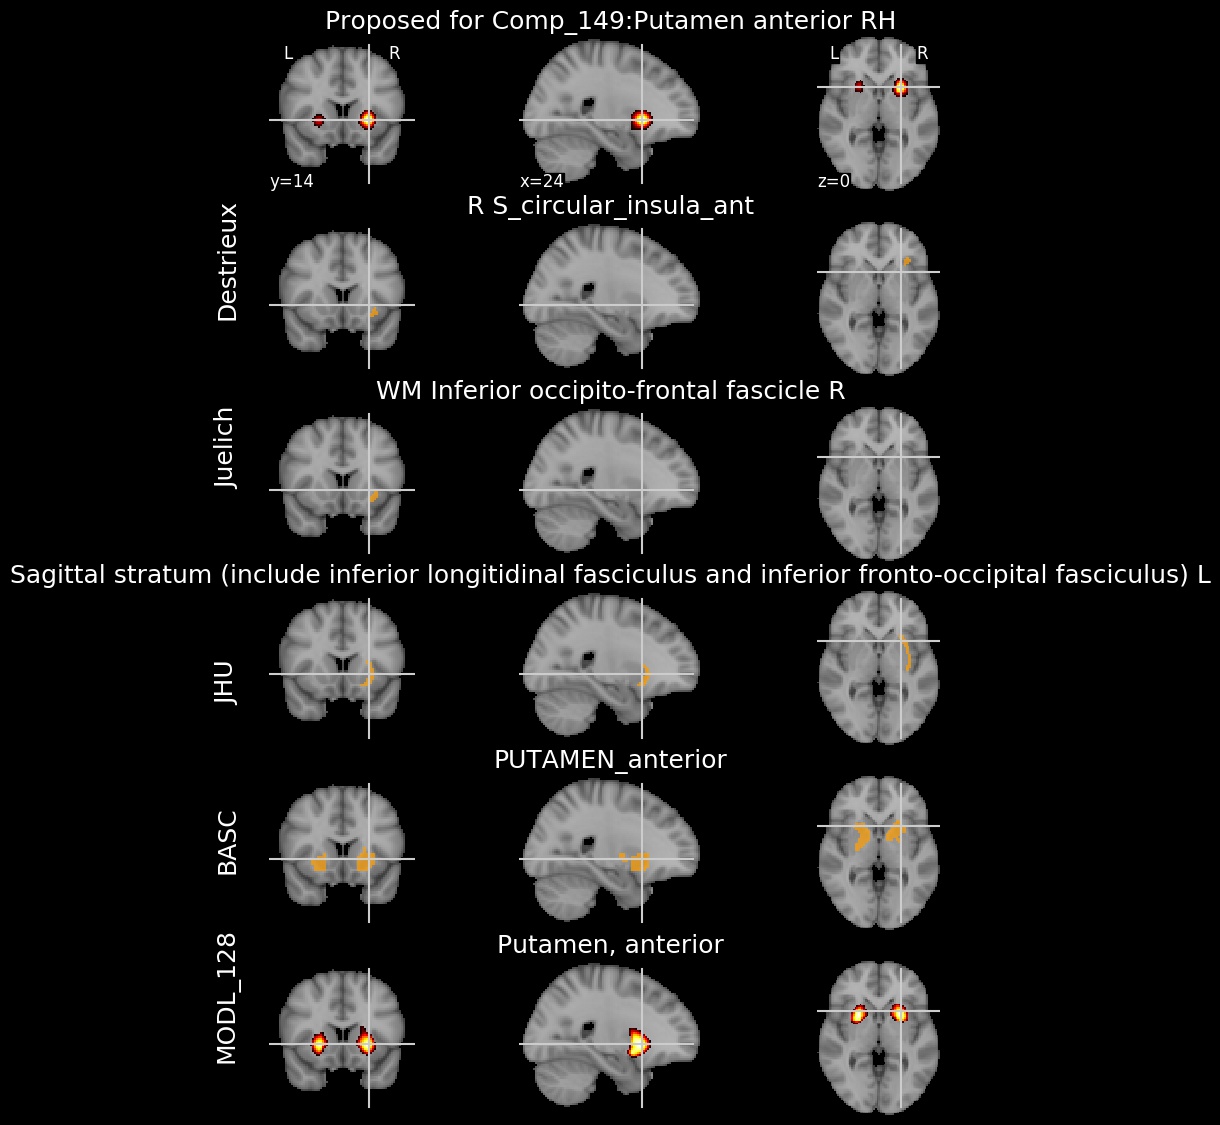 Proposed for Comp_149:Putamen anterior RH
L R L R
y=14 x=24 z=0
R S_circular_insula_ant
Destrieux
WM Inferior occipito-frontal fascicle R
Juelich
Sagittal stratum (include inferior longitidinal fasciculus and inferior fronto-occipital fasciculus) L
JHU
PUTAMEN_anterior
BASC
Putamen, anterior
MODL_128